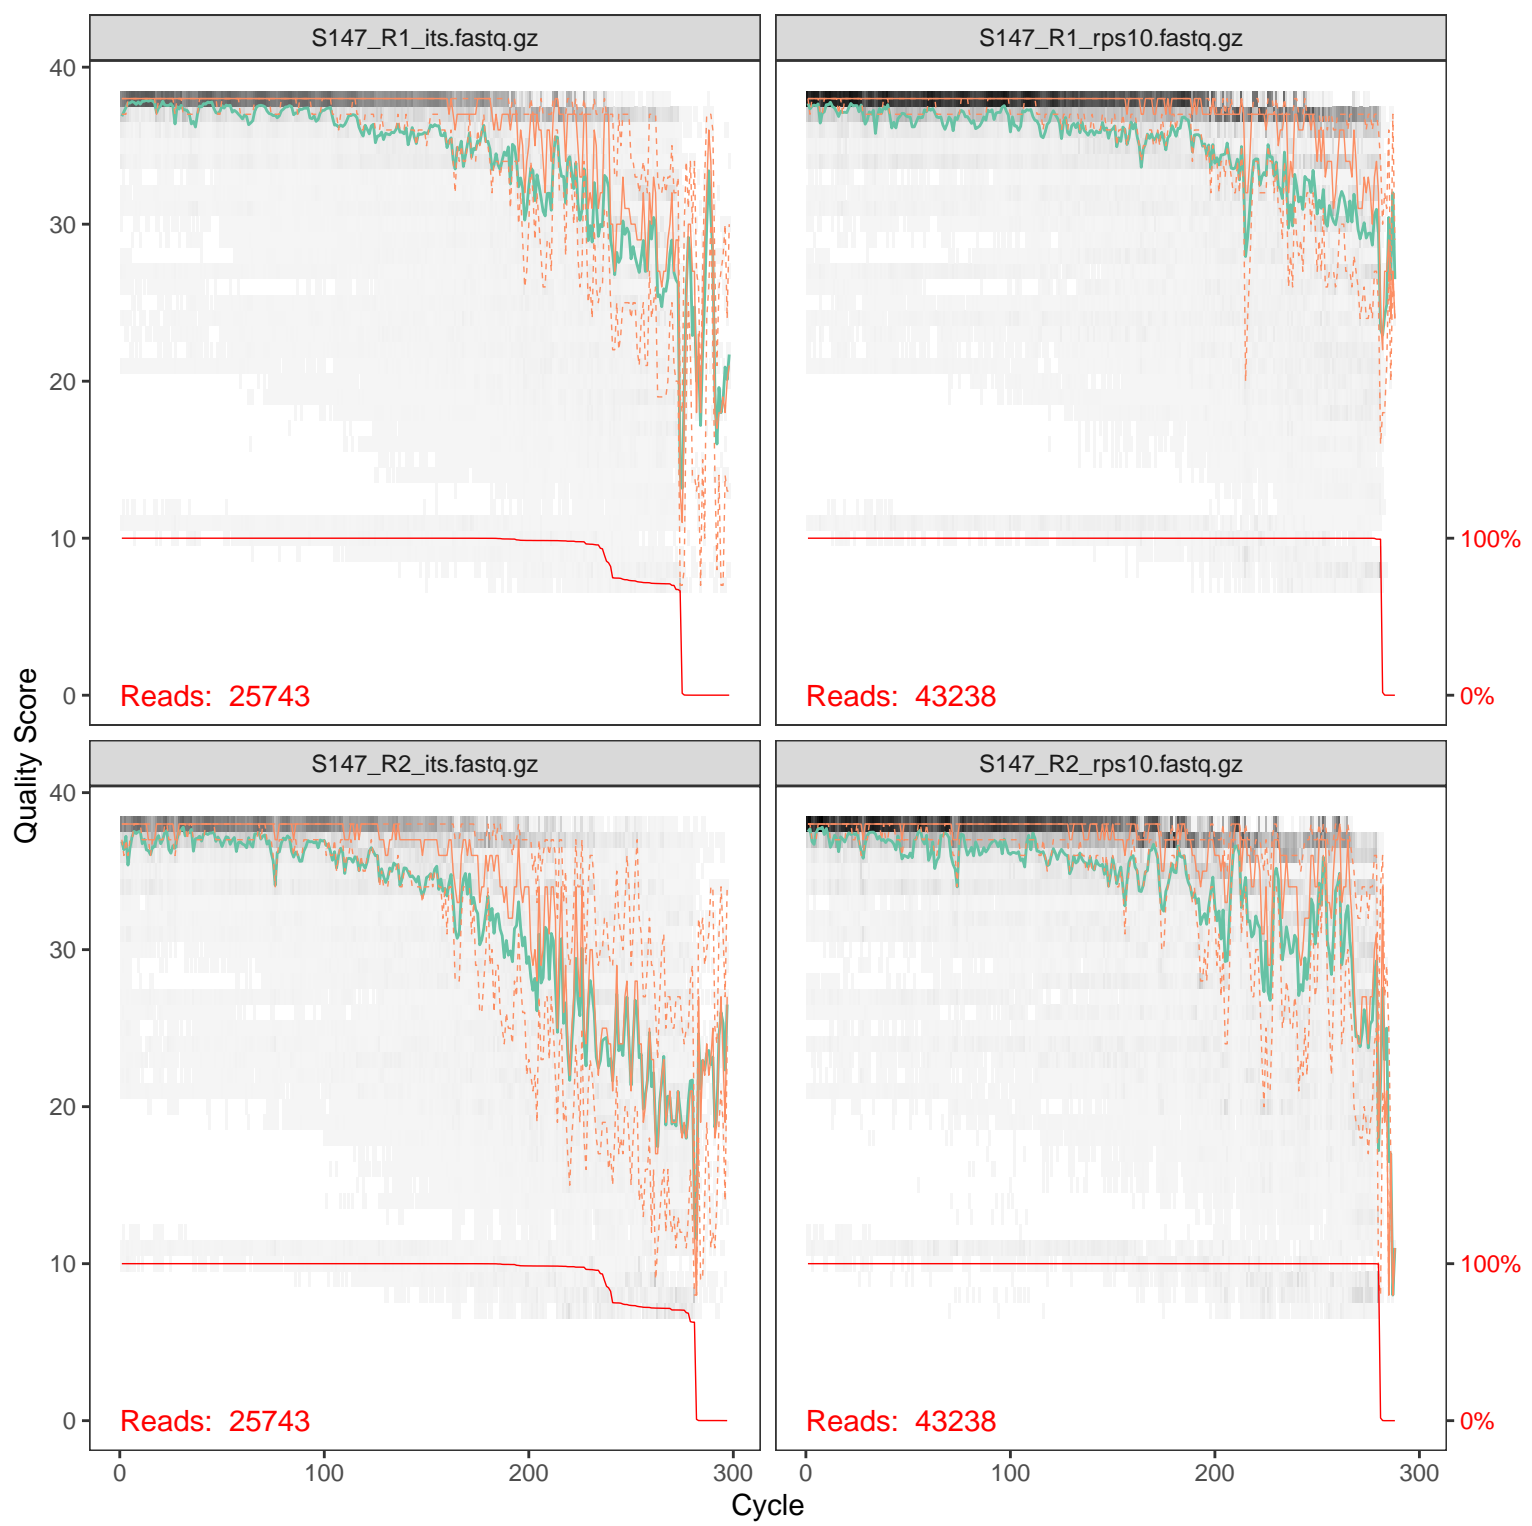 S147_R1_its.fastq.gz
S147_R1_rps10.fastq.gz
40
30
20
10
0
Reads: 25743
Reads: 43238
100%
0%
Quality Score
S147_R2_its.fastq.gz
S147_R2_rps10.fastq.gz
40
30
20
10
0
Reads: 25743
Reads: 43238
100%
0%
0 100 200 300
0 100 200 300
Cycle